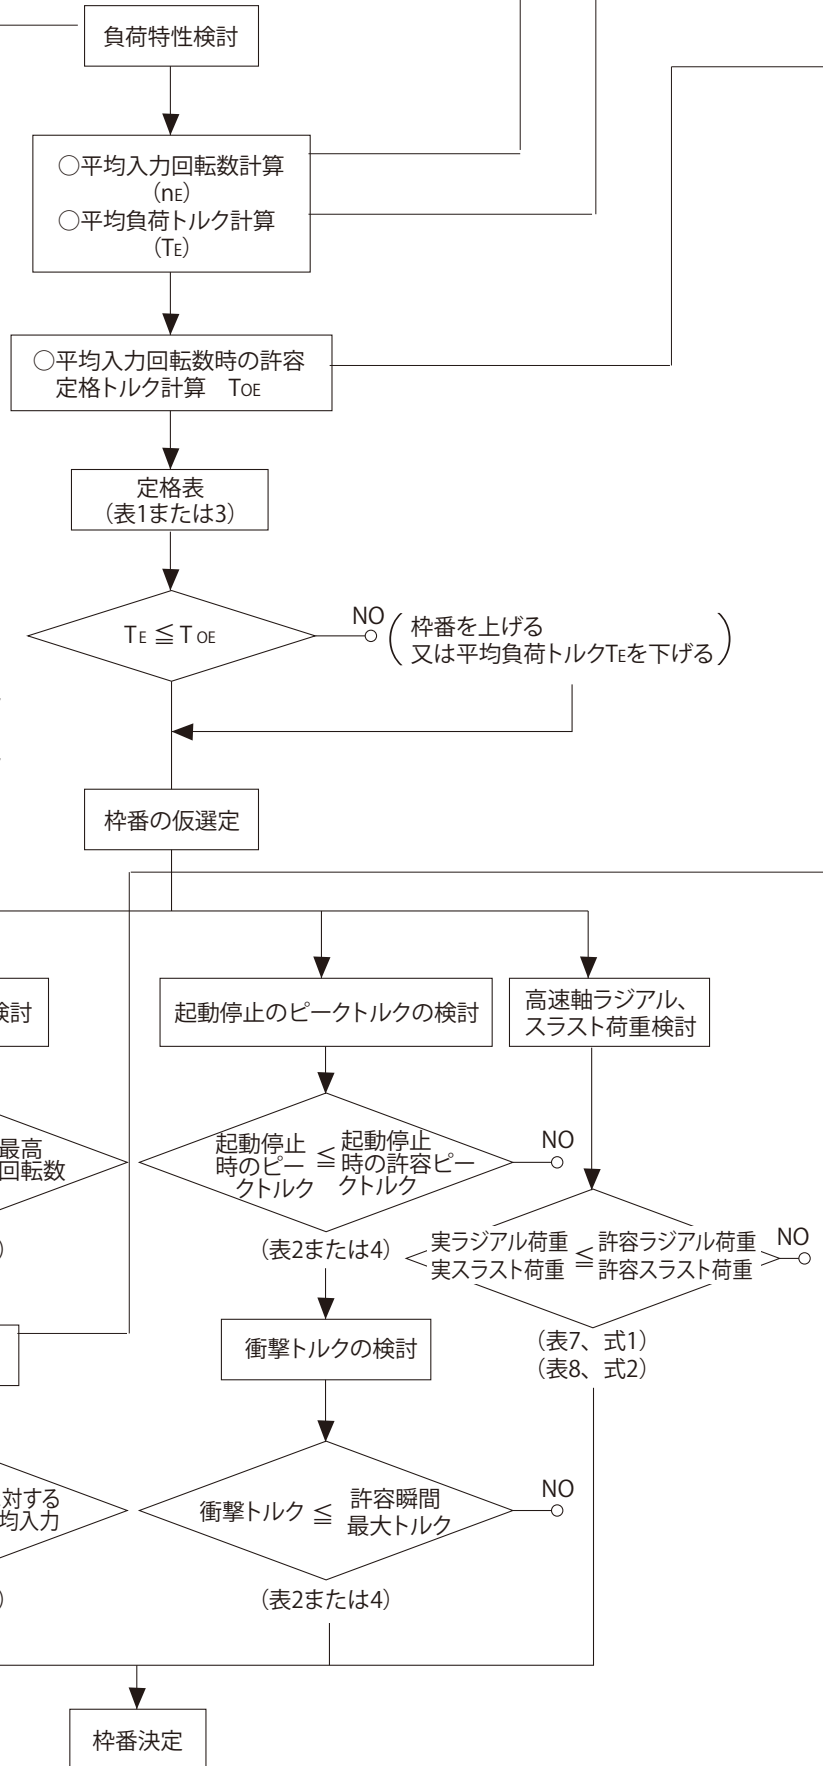 負荷特性検討
○平均入力回転数計算
(nE)
○平均負荷トルク計算
(TE)
○平均入力回転数時の許容
定格トルク計算　TOE
定格表
(表1または3)
TE ≦ TOE
NO
枠番を上げる
又は平均負荷トルクTEを下げる
枠番の仮選定
検討
起動停止のピークトルクの検討
高速軸ラジアル、
スラスト荷重検討
最高
回転数
起動停止
時のピー
クトルク
≦
起動停止
時の許容ピー
クトルク
NO
(表2または4)
実ラジアル荷重
実スラスト荷重
≦
許容ラジアル荷重
許容スラスト荷重
NO
(表7、式1)
(表8、式2)
衝撃トルクの検討
対する
均入力
衝撃トルク ≦
許容瞬間
最大トルク
NO
(表2または4)
枠番決定